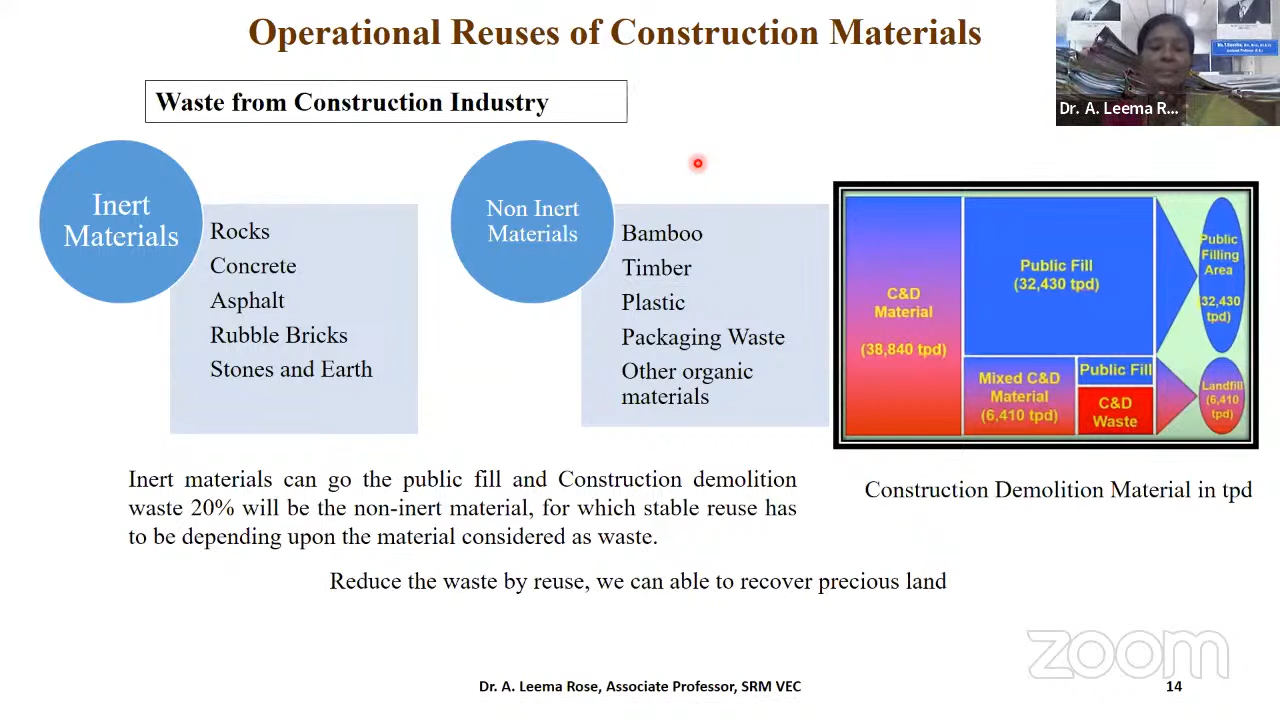 Operational Reuses of Construction Materials
Dr. A. Leema R...
Waste from Construction Industry
Inert
Materials
Rocks
Concrete
Asphalt
Rubble Bricks
Stones and Earth
Non Inert
Materials
Bamboo
Timber
Plastic
Packaging Waste
Other organic
materials
C&D
Material
(38,840 tpd)
Public Fill
(32,430 tpd)
Mixed C&D
Material
(6,410 tpd)
Public Fill
C&D
Waste
Public
Filling
Area
(32,430
tpd)
Landfill
(6,410
tpd)
Construction Demolition Material in tpd
Inert materials can go the public fill and Construction demolition
waste 20% will be the non-inert material, for which stable reuse has
to be depending upon the material considered as waste.
Reduce the waste by reuse, we can able to recover precious land
zoom
Dr. A. Leema Rose, Associate Professor, SRM VEC
14